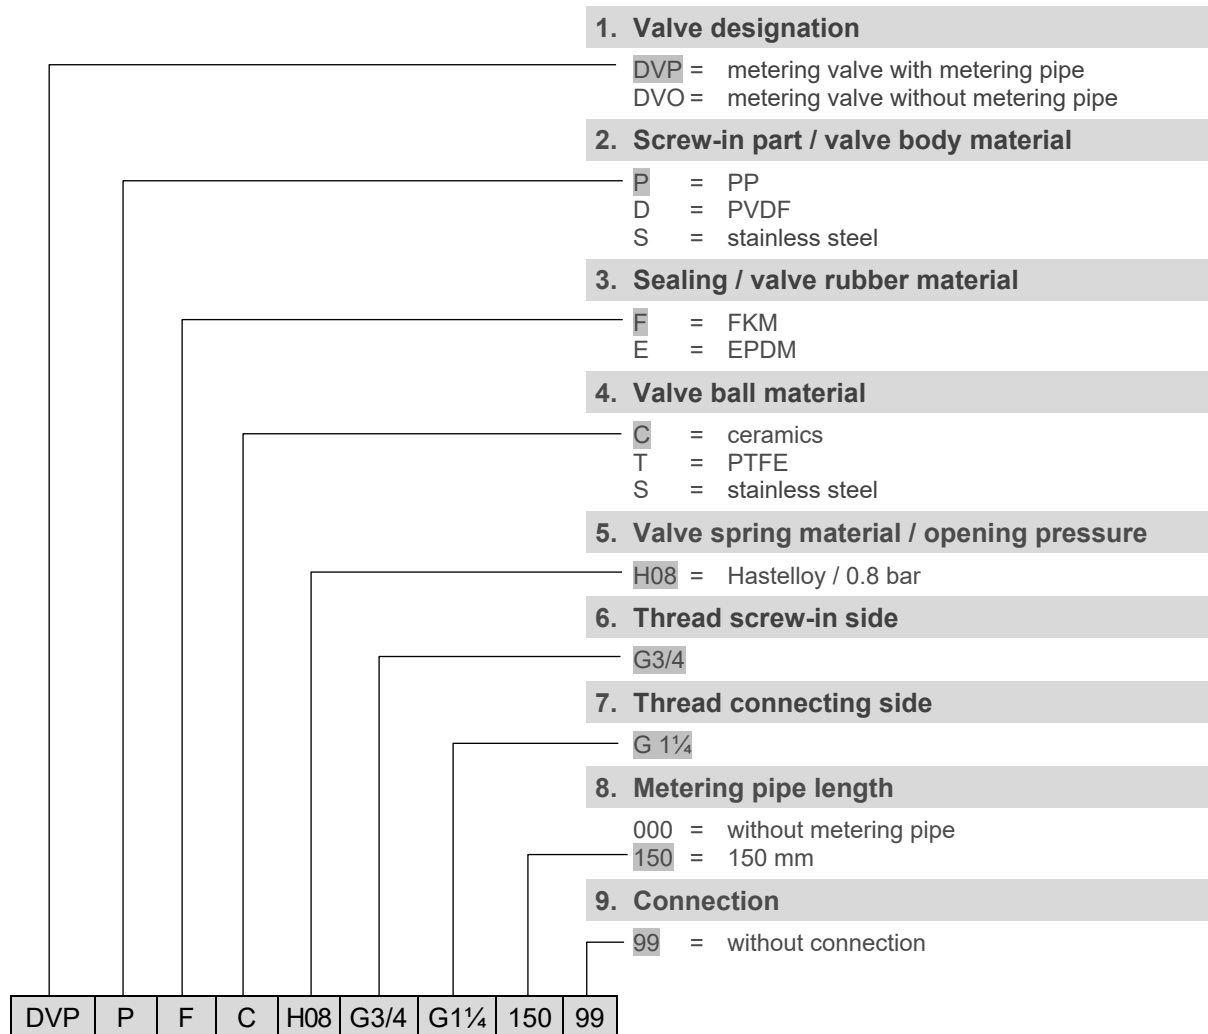 1. Valve designation
DVP = metering valve with metering pipe
DVO = metering valve without metering pipe
2. Screw-in part / valve body material
P = PP
D = PVDF
S = stainless steel
3. Sealing / valve rubber material
F = FKM
E = EPDM
4. Valve ball material
C = ceramics
T = PTFE
S = stainless steel
5. Valve spring material / opening pressure
H08 = Hastelloy / 0.8 bar
6. Thread screw-in side
G3/4
7. Thread connecting side
G 1¼
8. Metering pipe length
000 = without metering pipe
150 = 150 mm
9. Connection
99 = without connection
DVP P F C H08 G3/4 G1¼ 150 99